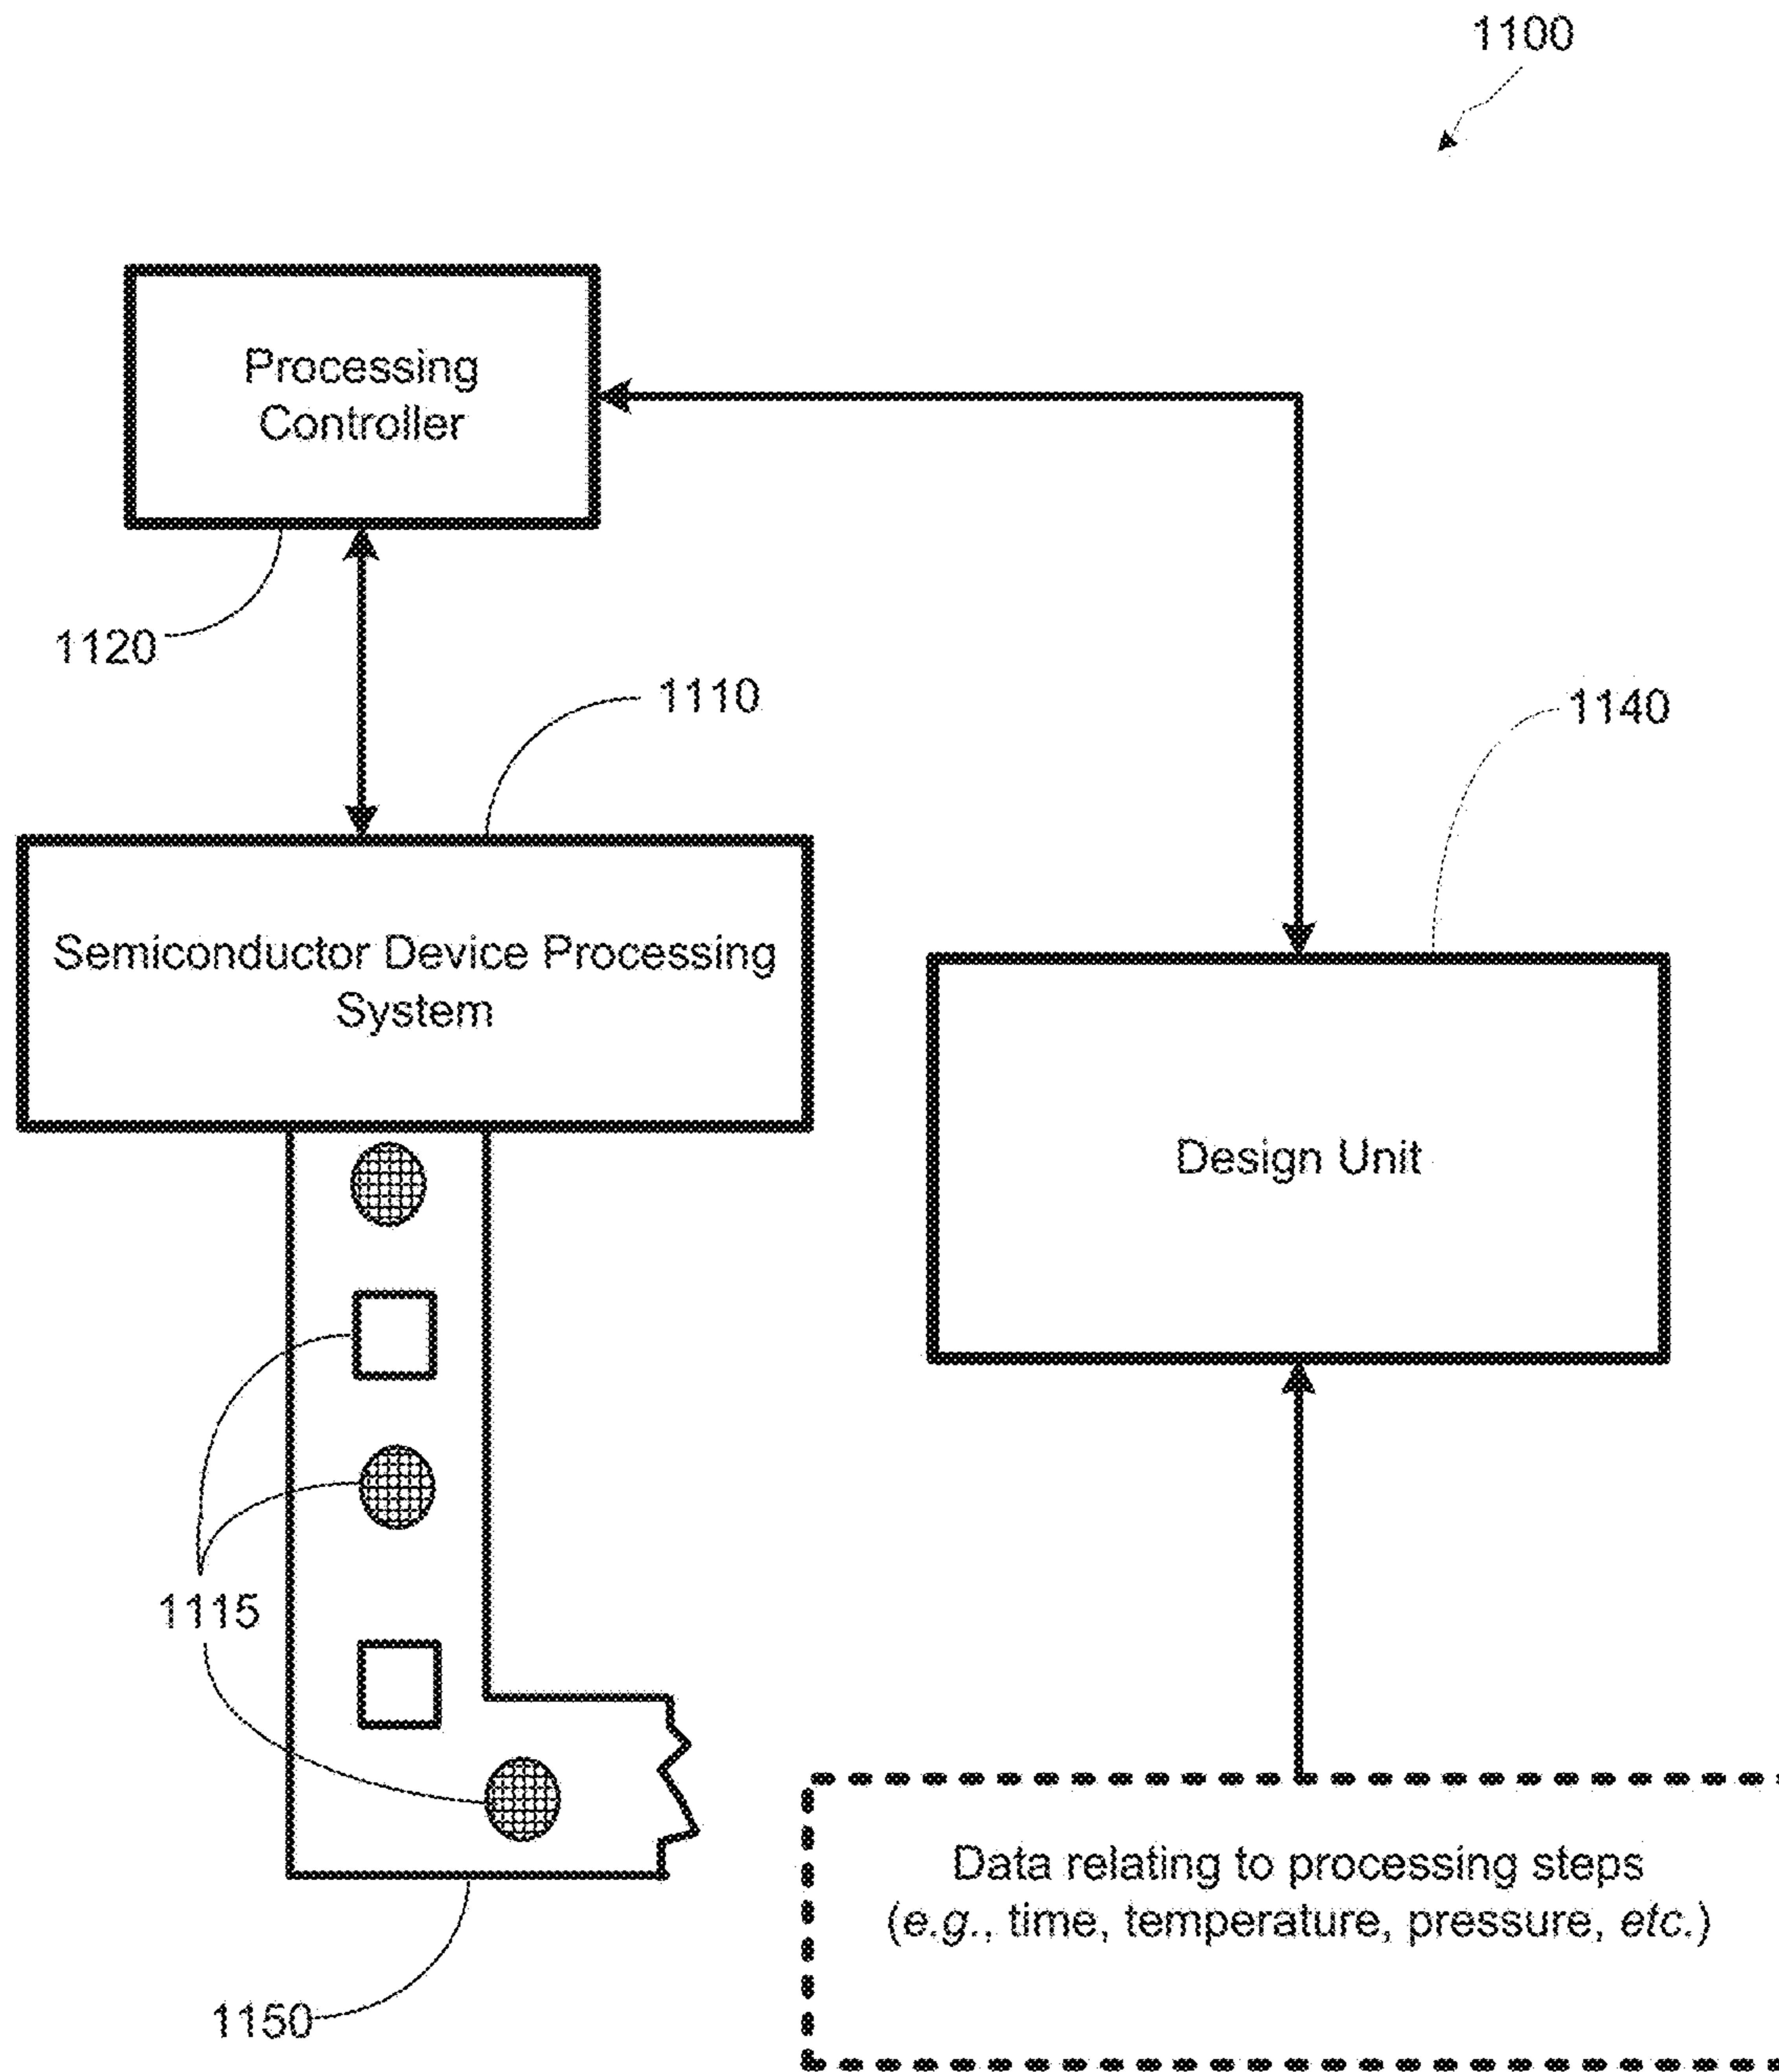 1100
Processing
Controller
1120
1110
1140
Semiconductor Device Processing
System
Design Unit
1115
Data relating to processing steps
(e.g., time, temperature, pressure, etc.)
1150